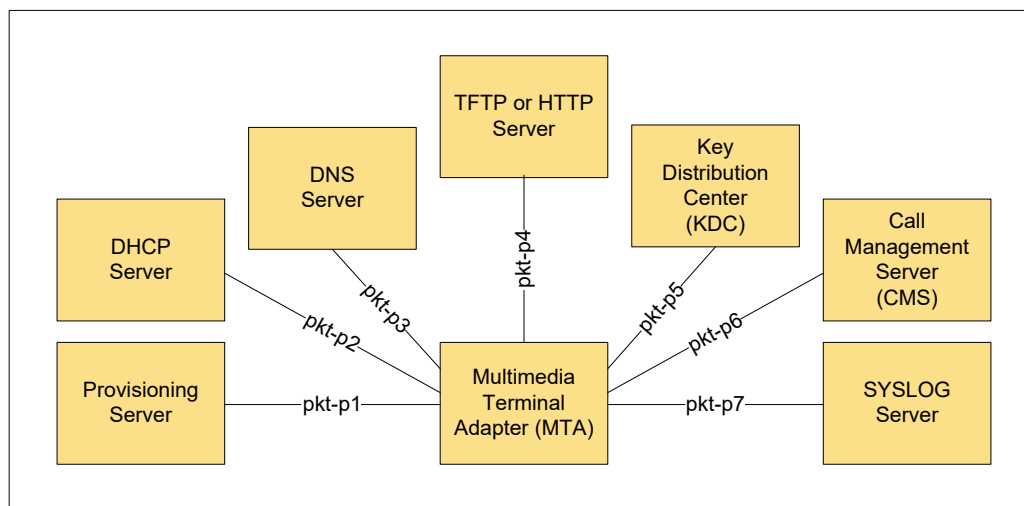 TFTP or HTTP
Server
Key
Distribution
Center
(KDC)
DNS
Server
DHCP
Server
Call
Management
Server
(CMS)
pkt-p4
pkt-p3
pkt-p5
pkt-p2
pkt-p6
Provisioning
Server
pkt-p1
Multimedia
Terminal
Adapter (MTA)
pkt-p7
SYSLOG
Server